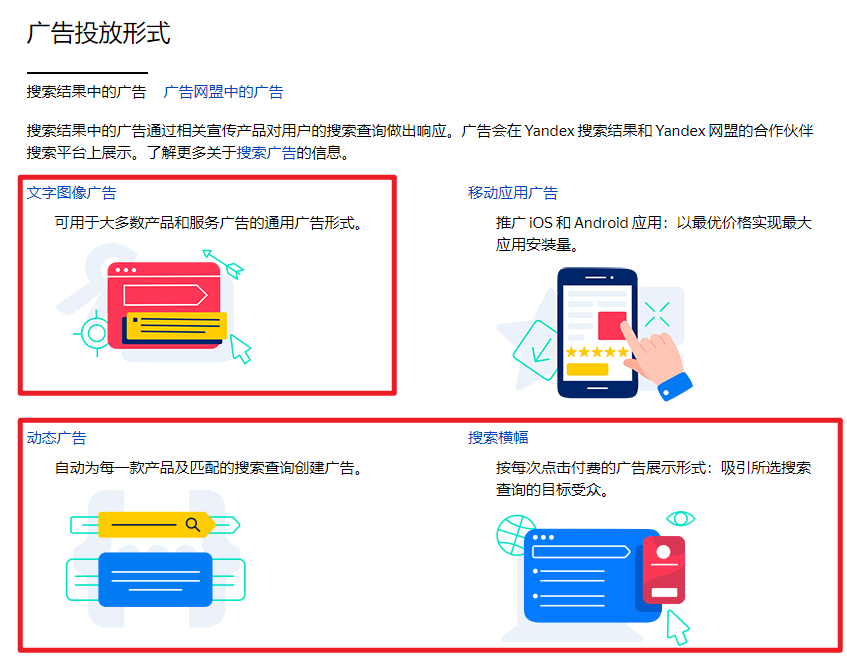 广告投放形式
搜索结果中的广告 广告网盟中的广告
搜索结果中的广告通过相关宣传产品对用户的搜索查询做出响应。广告会在 Yandex 搜索结果和 Yandex 网盟的合作伙伴
搜索平台上展示。了解更多关于搜索广告的信息。
文字图像广告
可用于大多数产品和服务广告的通用广告形式。
移动应用广告
推广 iOS 和 Android 应用：以最优价格实现最大
应用安装量。
动态广告
自动为每一款产品及匹配的搜索查询创建广告。
搜索横幅
按每次点击付费的广告展示形式：吸引所选搜索
查询的目标受众。